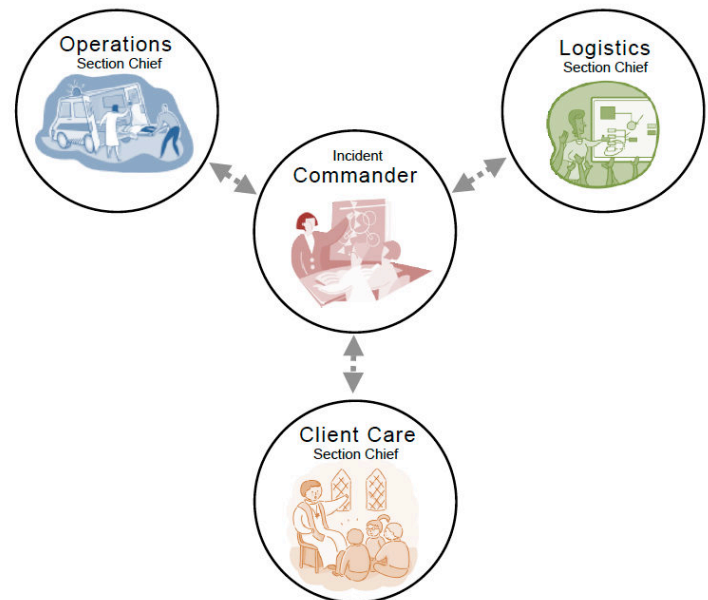 Operations
Section Chief
Logistics
Section Chief
Incident
Commander
Client Care
Section Chief